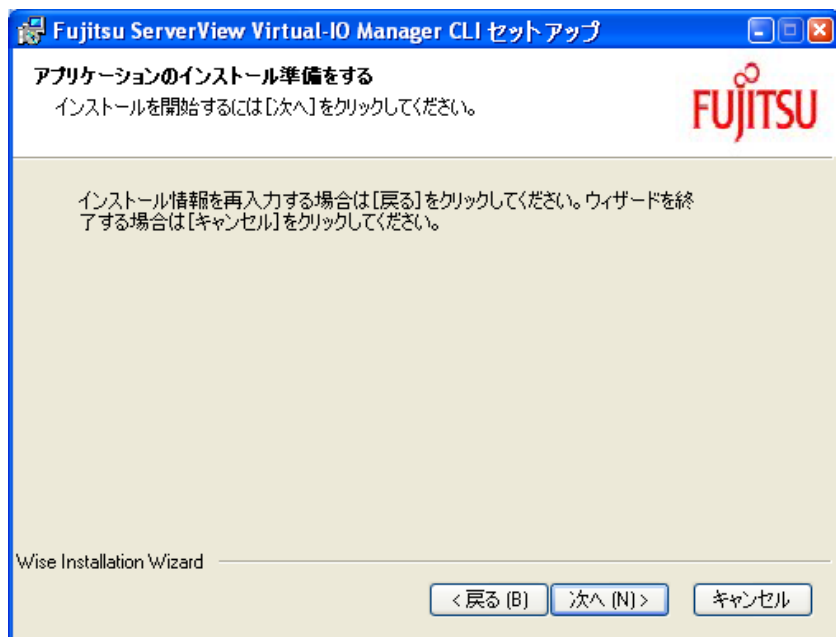 Fujitsu ServerView Virtual-IO Manager CLI セットアップ
アプリケーションのインストール準備をする
インストールを開始するには[次へ]をクリックしてください。
FUJITSU
インストール情報を再入力する場合は[戻る]をクリックしてください。ウィザードを終
了する場合は[キャンセル]をクリックしてください。
Wise Installation Wizard
< 戻る (B)
次へ (N) >
キャンセル